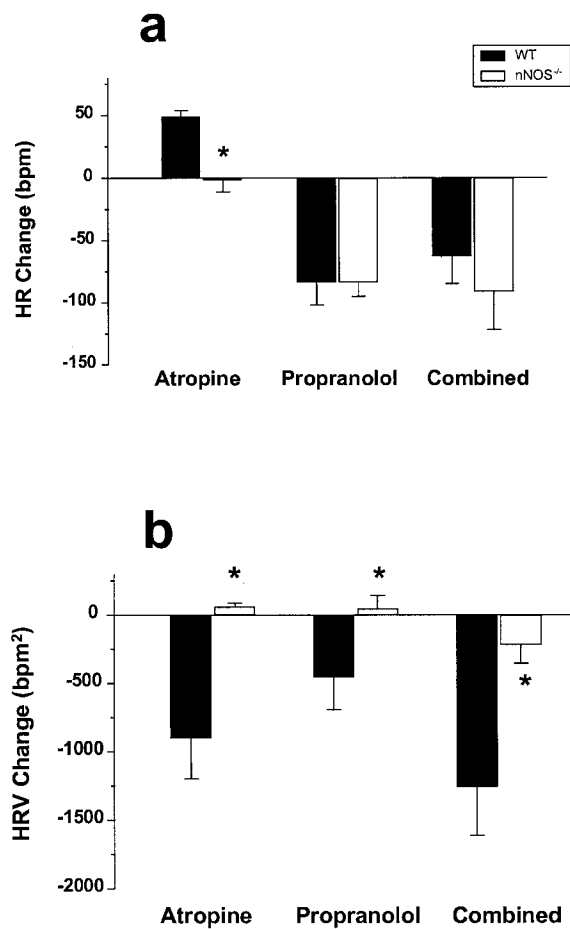 a
WT
nNOS-/-
HR Change (bpm)
50
0
-50
-100
-150
*
Atropine Propranolol Combined
b
HRV Change (bpm²)
0
-500
-1000
-1500
-2000
* *
*
Atropine Propranolol Combined